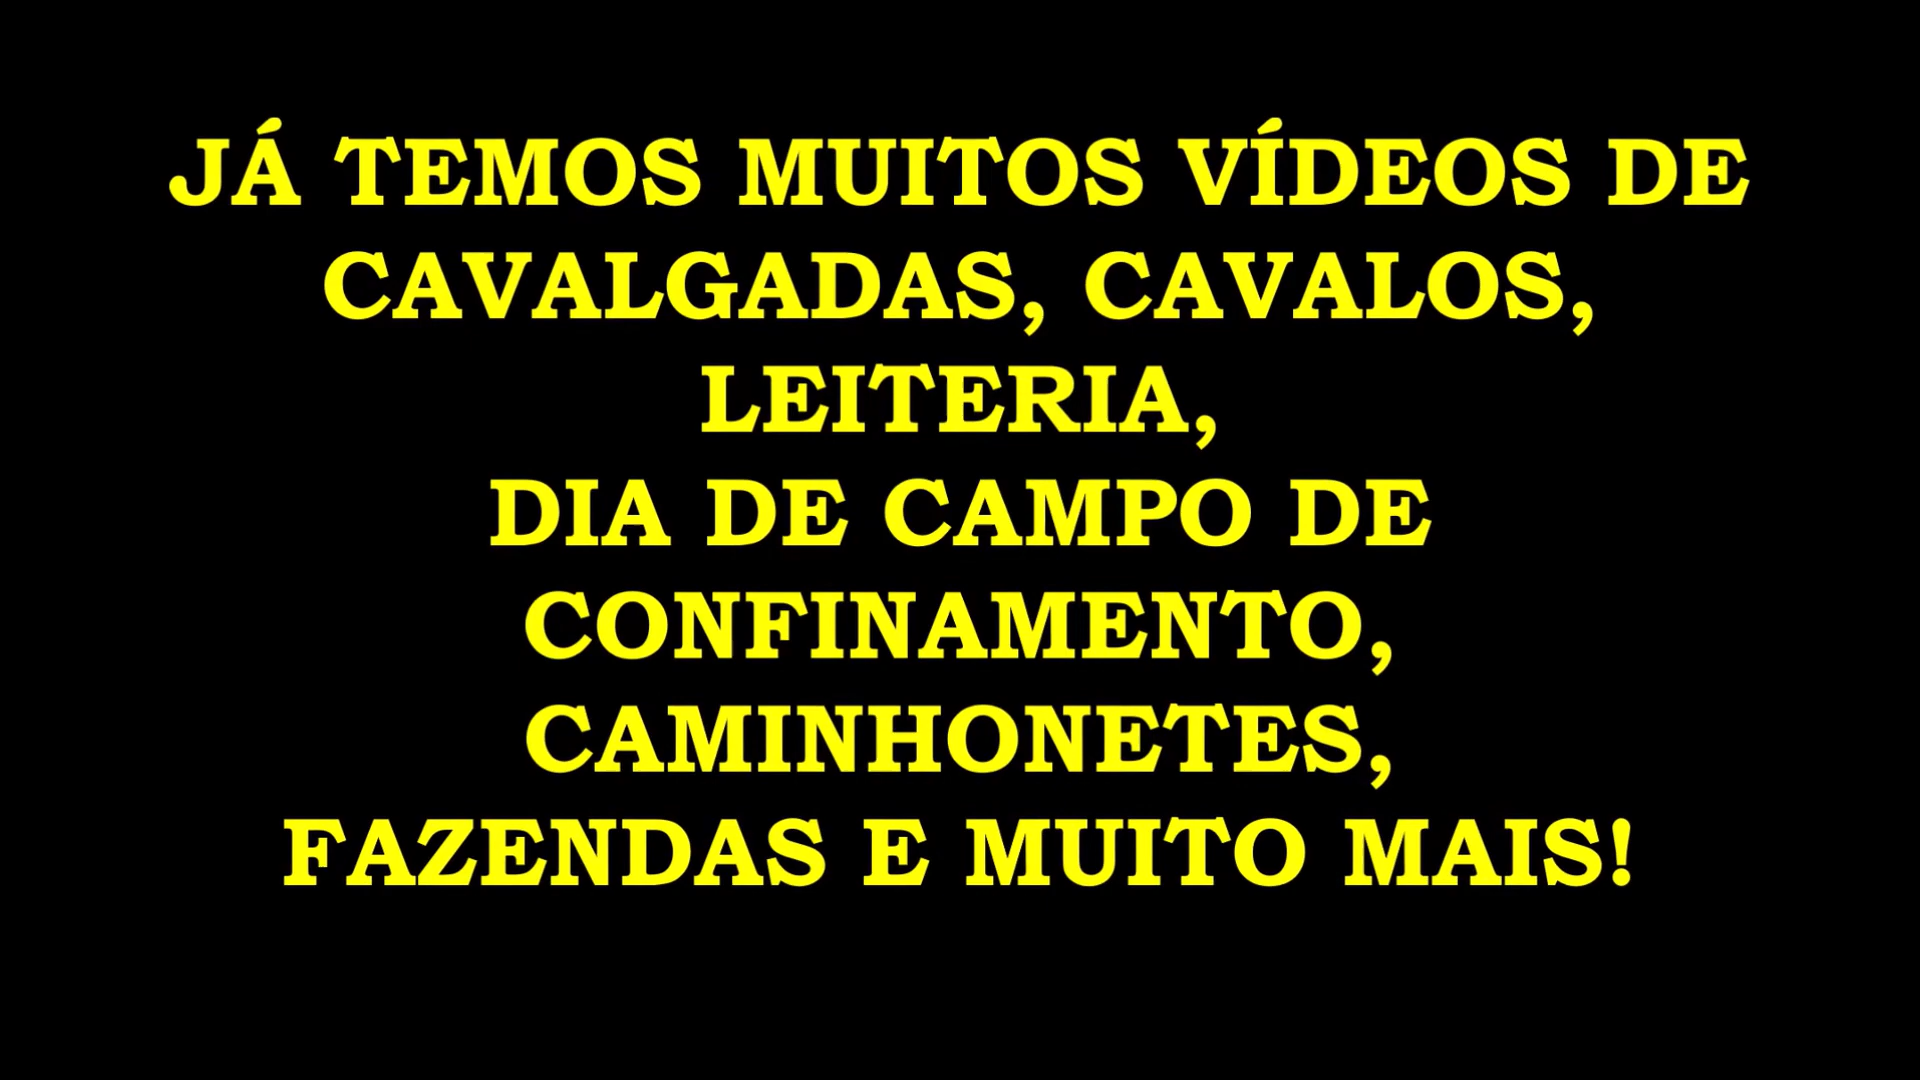 JÁ TEMOS MUITOS VÍDEOS DE
CAVALGADAS, CAVALOS,
LEITERIA,
DIA DE CAMPO DE
CONFINAMENTO,
CAMINHONETES,
FAZENDAS E MUITO MAIS!